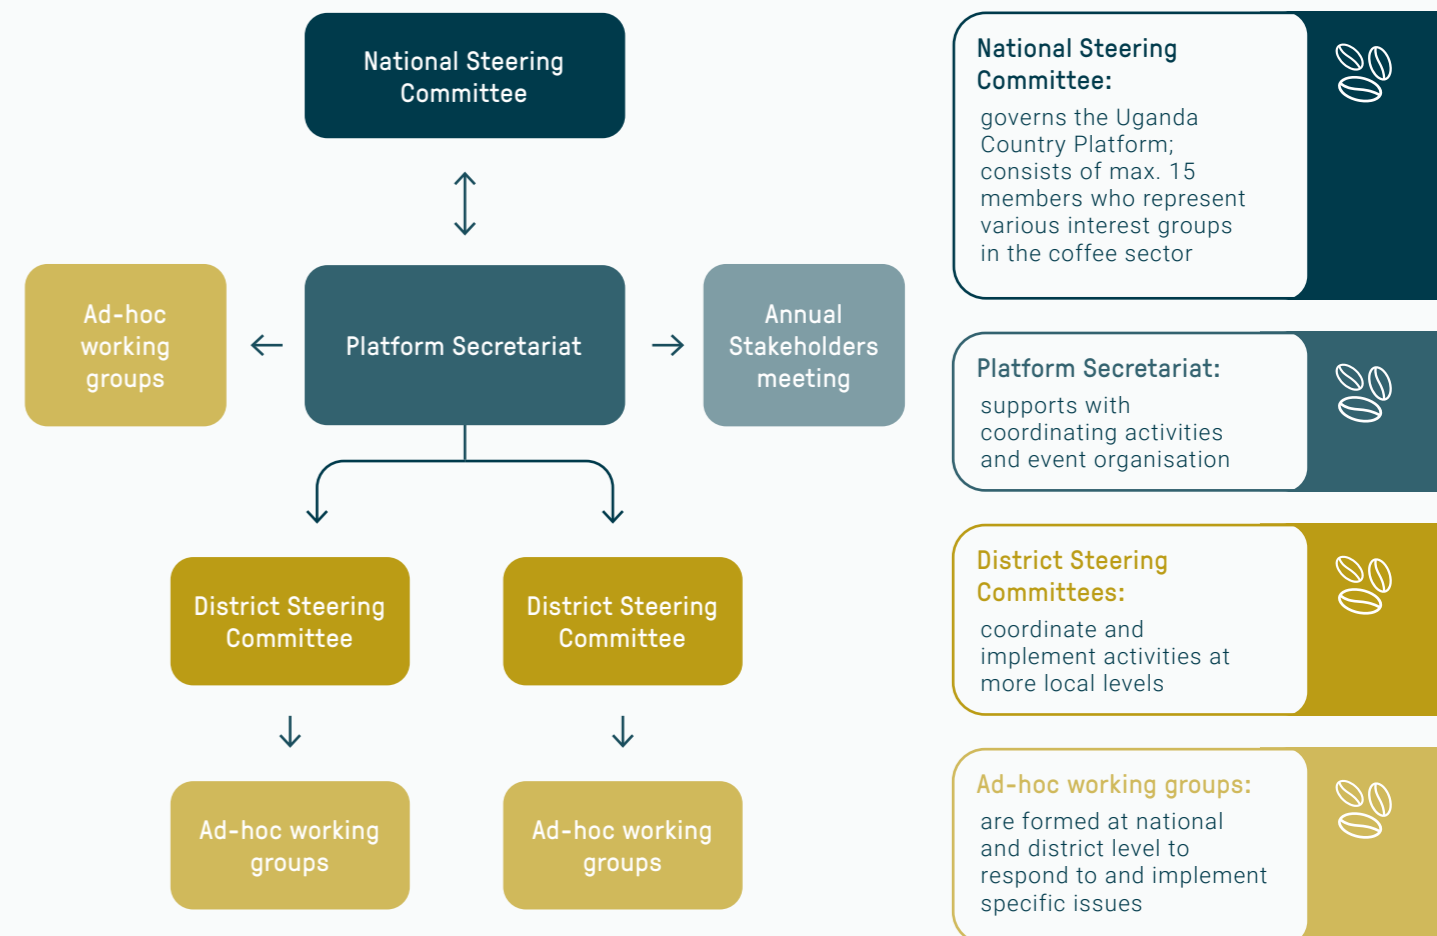 National Steering
Committee
Ad-hoc
working
groups
Platform Secretariat
Annual
Stakeholders
meeting
District Steering
Committee
District Steering
Committee
Ad-hoc working
groups
Ad-hoc working
groups
National Steering
Committee:
governs the Uganda
Country Platform;
consists of max. 15
members who represent
various interest groups
in the coffee sector
Platform Secretariat:
supports with
coordinating activities
and event organisation
District Steering
Committees:
coordinate and
implement activities at
more local levels
Ad-hoc working groups:
are formed at national
and district level to
respond to and implement
specific issues